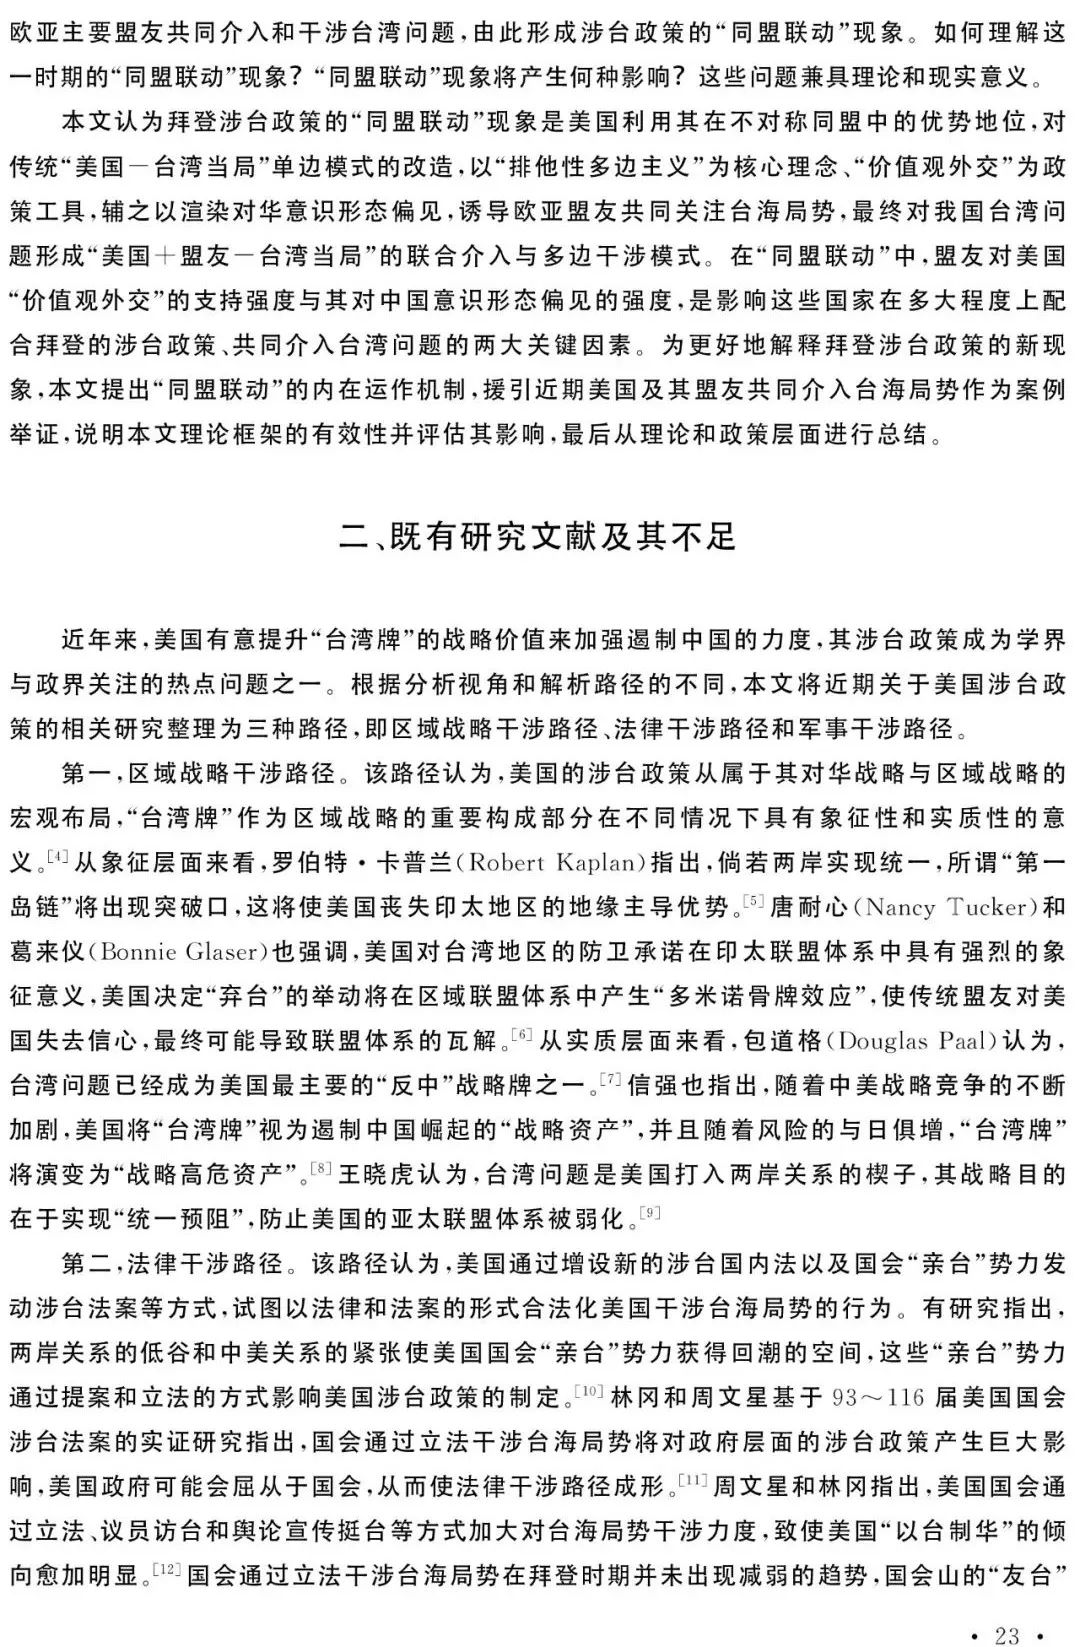 欧亚主要盟友共同介入和干涉台湾问题,由此形成涉台政策的“同盟联动”现象。如何理解这
一时期的“同盟联动”现象?“同盟联动”现象将产生何种影响?这些问题兼具理论和现实意义。
本文认为拜登涉台政策的“同盟联动”现象是美国利用其在不对称同盟中的优势地位,对
传统“美国－台湾当局”单边模式的改造,以“排他性多边主义”为核心理念、“价值观外交”为政
策工具,辅之以渲染对华意识形态偏见,诱导欧亚盟友共同关注台海局势,最终对我国台湾问
题形成“美国＋盟友－台湾当局”的联合介入与多边干涉模式。在“同盟联动”中,盟友对美国
“价值观外交”的支持强度与其对中国意识形态偏见的强度,是影响这些国家在多大程度上配
合拜登的涉台政策、共同介入台湾问题的两大关键因素。为更好地解释拜登涉台政策的新现
象,本文提出“同盟联动”的内在运作机制,援引近期美国及其盟友共同介入台海局势作为案例
举证,说明本文理论框架的有效性并评估其影响,最后从理论和政策层面进行总结。
二、既有研究文献及其不足
近年来,美国有意提升“台湾牌”的战略价值来加强遏制中国的力度,其涉台政策成为学界
与政界关注的热点问题之一。根据分析视角和解析路径的不同,本文将近期关于美国涉台政
策的相关研究整理为三种路径,即区域战略干涉路径、法律干涉路径和军事干涉路径。
第一,区域战略干涉路径。该路径认为,美国的涉台政策从属于其对华战略与区域战略的
宏观布局,“台湾牌”作为区域战略的重要构成部分在不同情况下具有象征性和实质性的意
义。[4]从象征层面来看,罗伯特·卡普兰(Robert Kaplan)指出,倘若两岸实现统一,所谓“第一
岛链”将出现突破口,这将使美国丧失印太地区的地缘主导优势。[5]唐耐心(Nancy Tucker)和
葛来仪(Bonnie Glaser)也强调,美国对台湾地区的防卫承诺在印太联盟体系中具有强烈的象
征意义,美国决定“弃台”的举动将在区域联盟体系中产生“多米诺骨牌效应”,使传统盟友对美
国失去信心,最终可能导致联盟体系的瓦解。[6]从实质层面来看,包道格(Douglas Paal)认为,
台湾问题已经成为美国最主要的“反中”战略牌之一。[7]信强也指出,随着中美战略竞争的不断
加剧,美国将“台湾牌”视为遏制中国崛起的“战略资产”,并且随着风险的与日俱增,“台湾牌”
将演变为“战略高危资产”。[8]王晓虎认为,台湾问题是美国打入两岸关系的楔子,其战略目的
在于实现“统一预阻”,防止美国的亚太联盟体系被弱化。[9]
第二,法律干涉路径。该路径认为,美国通过增设新的涉台国内法以及国会“亲台”势力发
动涉台法案等方式,试图以法律和法案的形式合法化美国干涉台海局势的行为。有研究指出,
两岸关系的低谷和中美关系的紧张使美国国会“亲台”势力获得回潮的空间,这些“亲台”势力
通过提案和立法的方式影响美国涉台政策的制定。[10]林冈和周文星基于 93～116 届美国国会
涉台法案的实证研究指出,国会通过立法干涉台海局势将对政府层面的涉台政策产生巨大影
响,美国政府可能会屈从于国会,从而使法律干涉路径成形。[11]周文星和林冈指出,美国国会通
过立法、议员访台和舆论宣传挺台等方式加大对台海局势干涉力度,致使美国“以台制华”的倾
向愈加明显。[12]国会通过立法干涉台海局势在拜登时期并未出现减弱的趋势,国会山的“友台”
· 23 ·